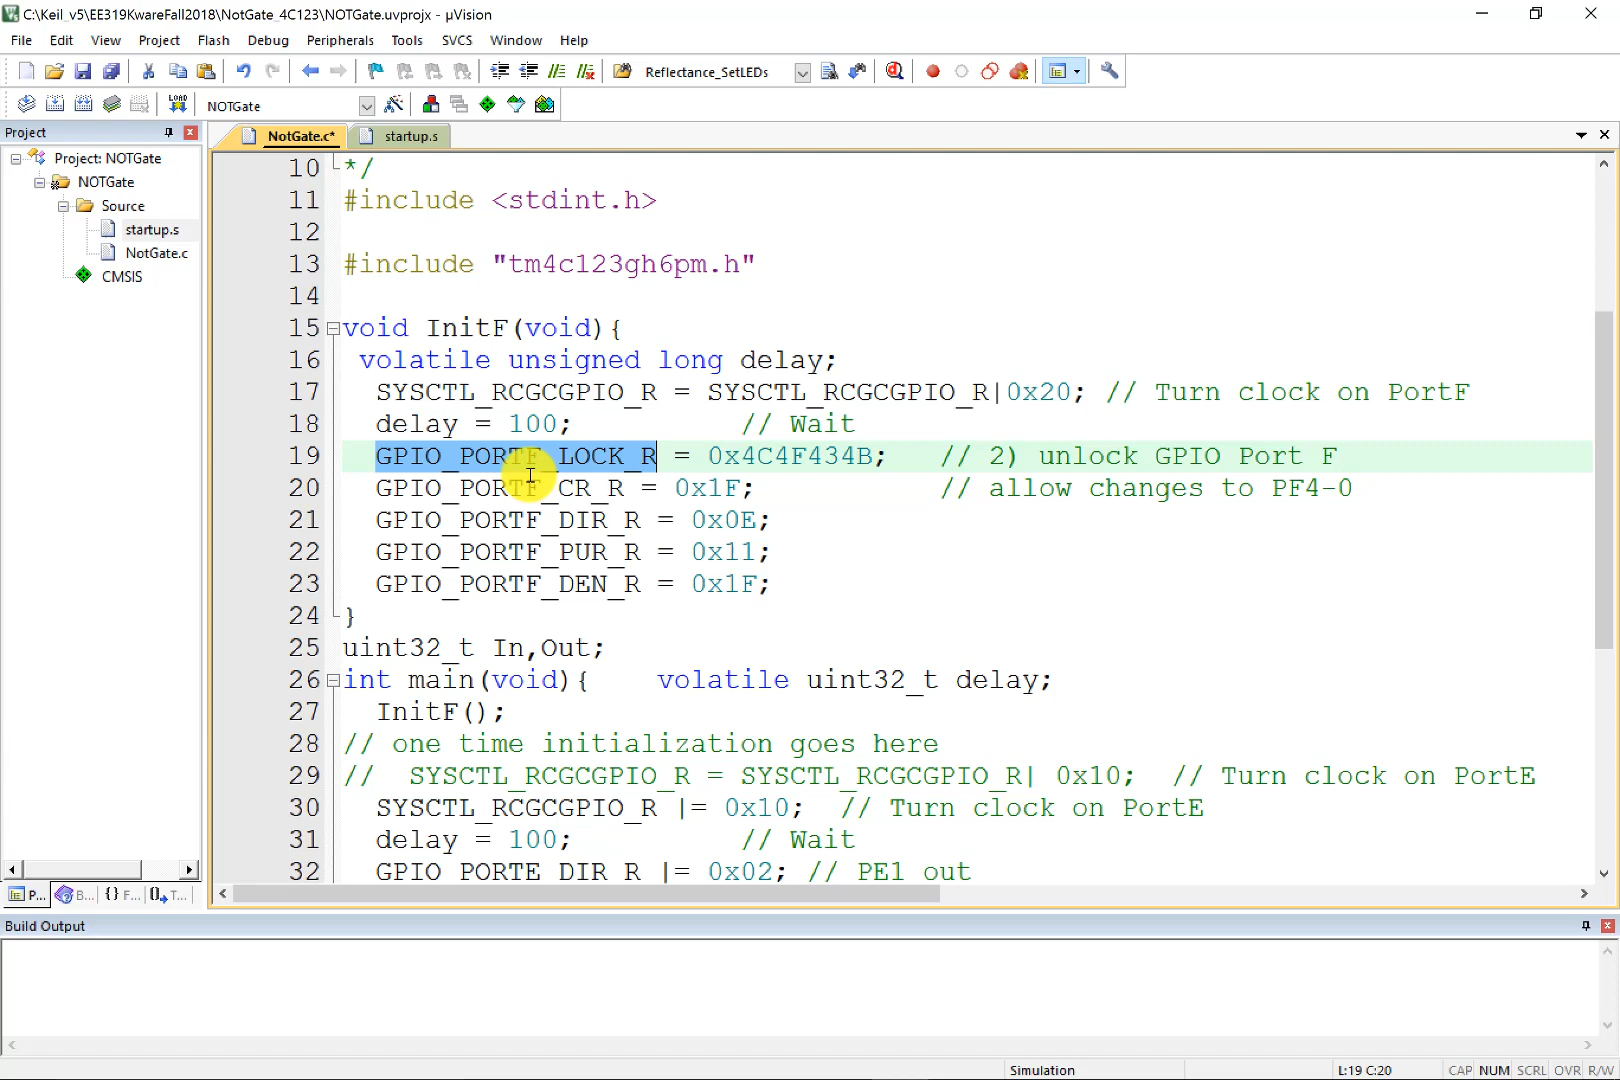 C:\Keil_v5\EE319KwareFall2018\NotGate_4C123\NOTGate.uvprojx - µVision
File Edit View Project Flash Debug Peripherals Tools SVCS Window Help
Reflectance_SetLEDs
LOAD NOTGate
Project
NotGate.c* startup.s
Project: NOTGate
NOTGate
Source
startup.s
NotGate.c
CMSIS
10 */
11 #include <stdint.h>
12
13 #include "tm4c123gh6pm.h"
14
15 void InitF(void){
16 volatile unsigned long delay;
17 SYSCTL_RCGCGPIO_R = SYSCTL_RCGCGPIO_R|0x20; // Turn clock on PortF
18 delay = 100; // Wait
19 GPIO_PORTF_LOCK_R = 0x4C4F434B; // 2) unlock GPIO Port F
20 GPIO_PORTF_CR_R = 0x1F; // allow changes to PF4-0
21 GPIO_PORTF_DIR_R = 0x0E;
22 GPIO_PORTF_PUR_R = 0x11;
23 GPIO_PORTF_DEN_R = 0x1F;
24 }
25 uint32_t In,Out;
26 int main(void){ volatile uint32_t delay;
27 InitF();
28 // one time initialization goes here
29 // SYSCTL_RCGCGPIO_R = SYSCTL_RCGCGPIO_R| 0x10; // Turn clock on PortE
30 SYSCTL_RCGCGPIO_R |= 0x10; // Turn clock on PortE
31 delay = 100; // Wait
32 GPIO_PORTE_DIR_R |= 0x02; // PE1 out
P... B... {} F... 0 T...
Build Output
Simulation L:19 C:20 CAP NUM SCRL OVR R/W